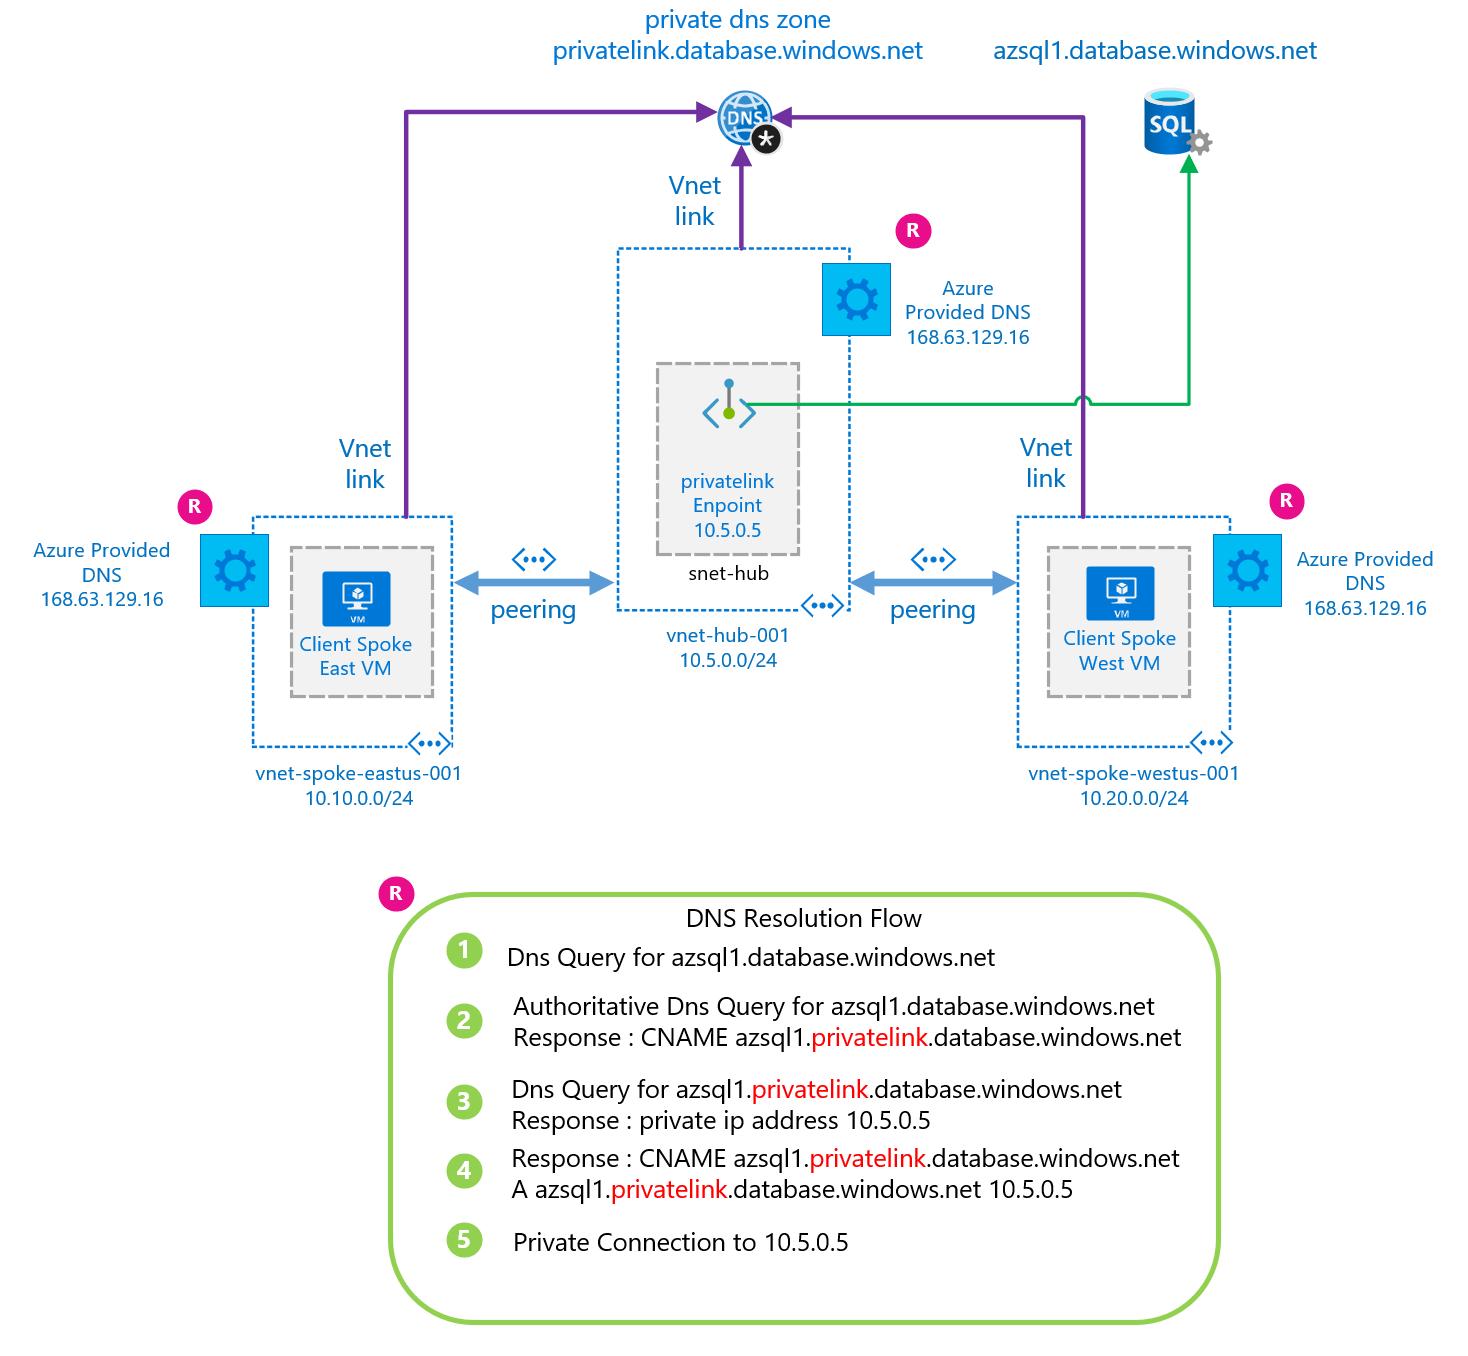 private dns zone
privatelink.database.windows.net
azsql1.database.windows.net
DNS
SQL
Vnet
link
R
Azure
Provided DNS
168.63.129.16
privatelink
Enpoint
10.5.0.5
snet-hub
vnet-hub-001
10.5.0.0/24
Vnet
link
R
Azure Provided
DNS
168.63.129.16
VM
Client Spoke
East VM
vnet-spoke-eastus-001
10.10.0.0/24
peering
peering
Vnet
link
R
Azure Provided
DNS
168.63.129.16
VM
Client Spoke
West VM
vnet-spoke-westus-001
10.20.0.0/24
R
DNS Resolution Flow
1 Dns Query for azsql1.database.windows.net
2 Authoritative Dns Query for azsql1.database.windows.net
Response : CNAME azsql1.privatelink.database.windows.net
3 Dns Query for azsql1.privatelink.database.windows.net
Response : private ip address 10.5.0.5
4 Response : CNAME azsql1.privatelink.database.windows.net
A azsql1.privatelink.database.windows.net 10.5.0.5
5 Private Connection to 10.5.0.5